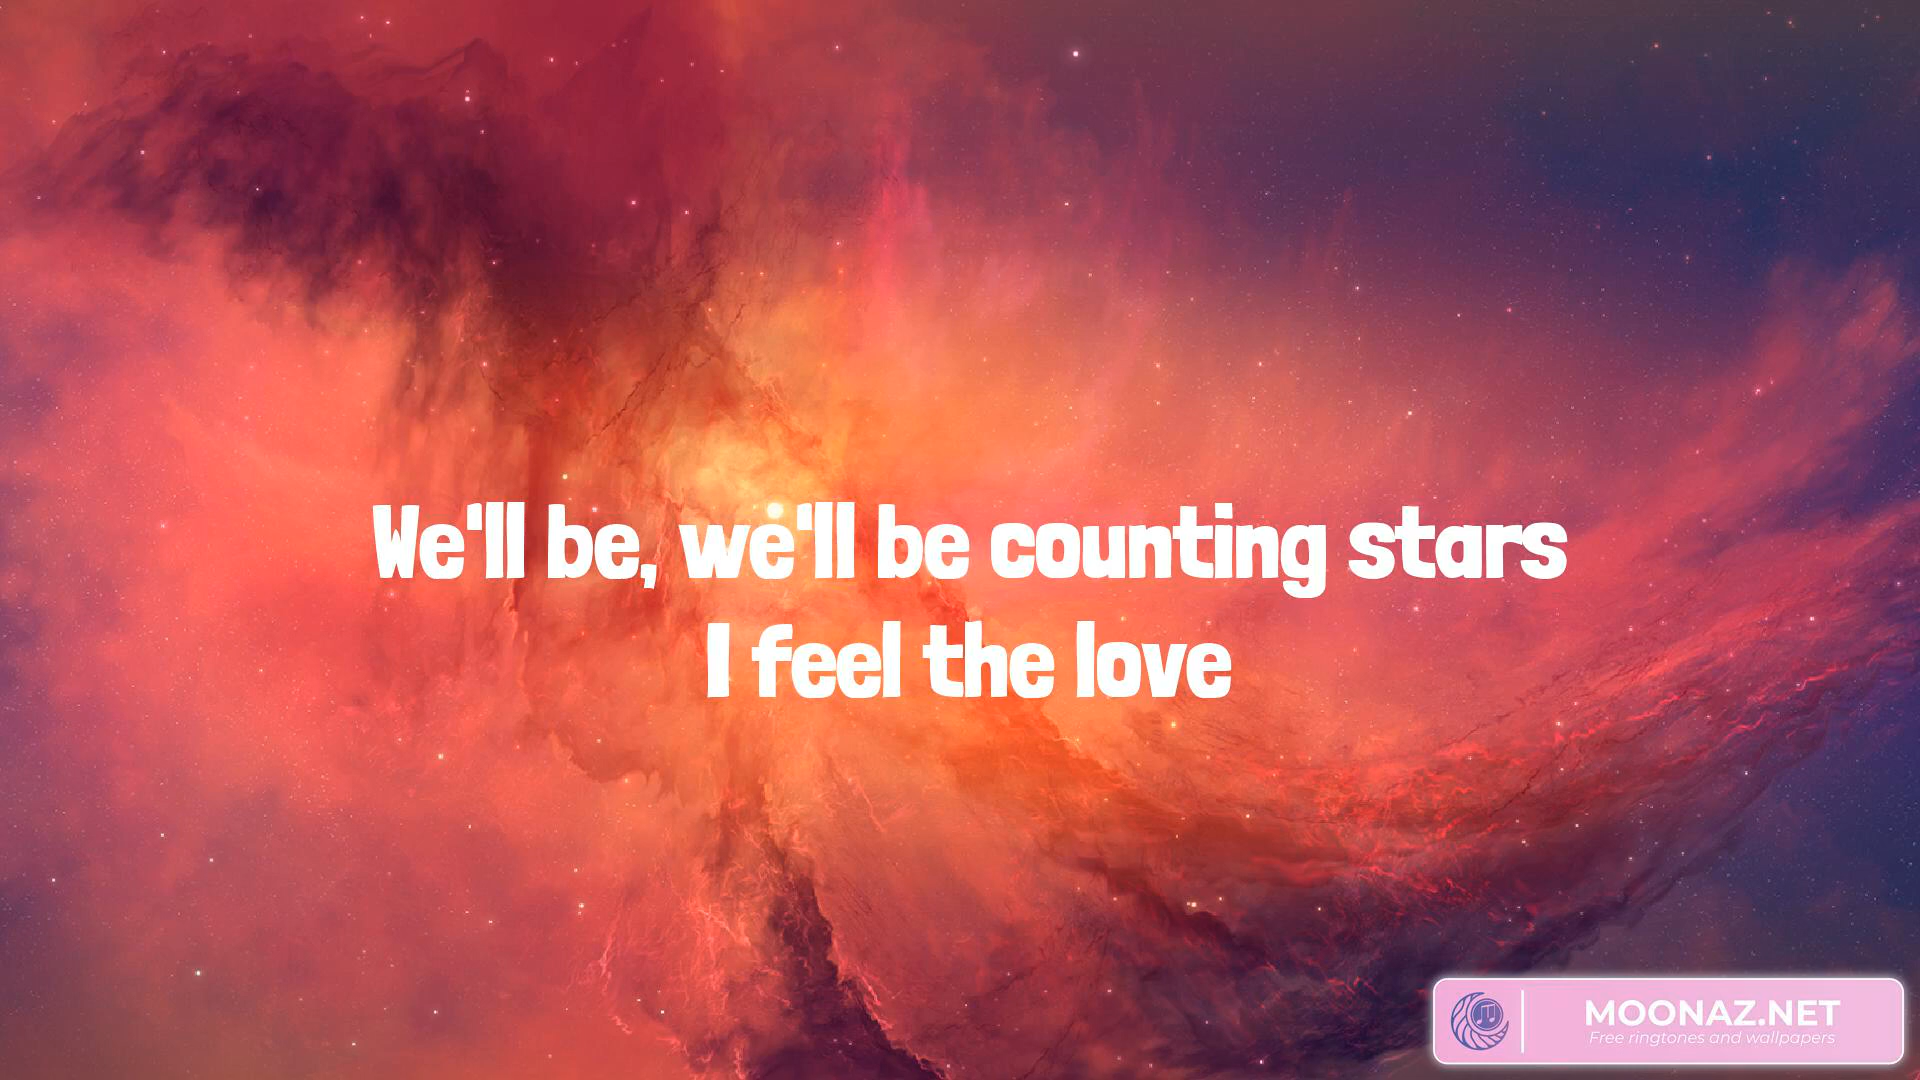 We'll be, we'll be counting stars
I feel the love
MOONAZ.NET
Free ringtones and wallpapers